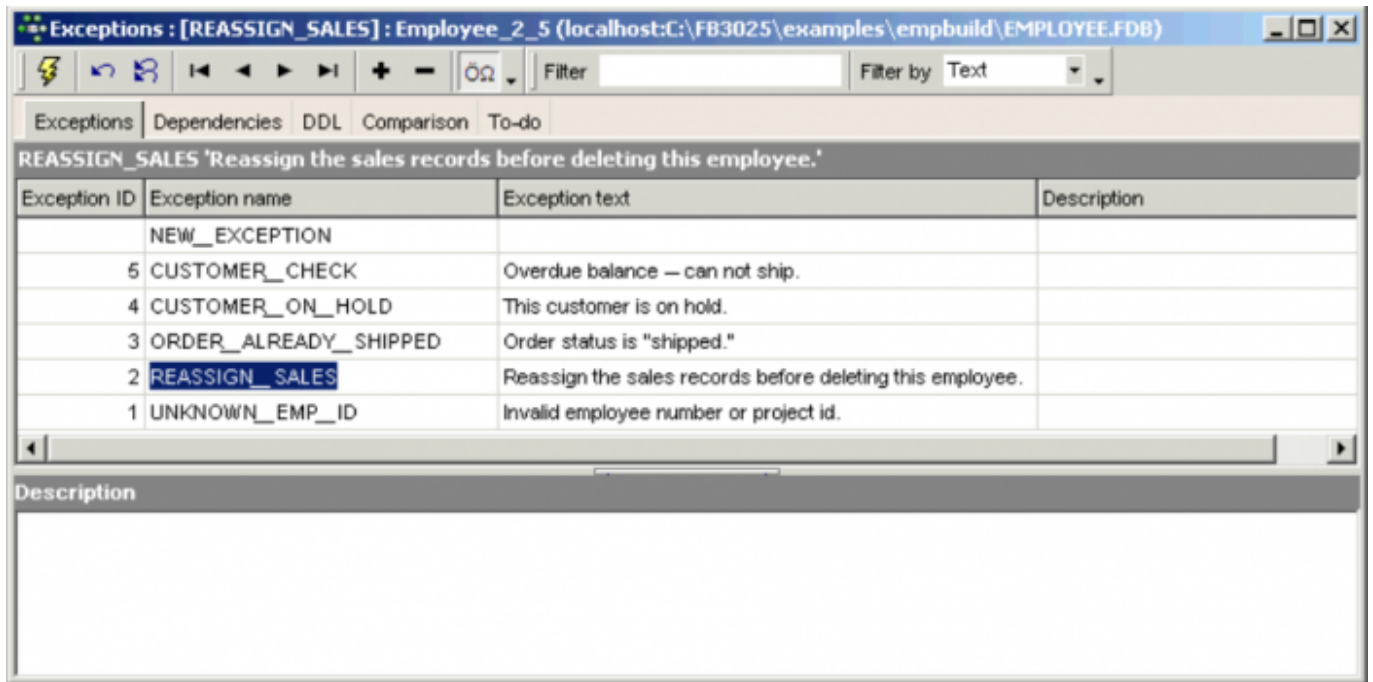 Exceptions : [REASSIGN_SALES] : Employee_2_5 (localhost:C:\FB3025\examples\empbuild\EMPLOYEE.FDB)
ÖΩ Filter Filter by Text
Exceptions Dependencies DDL Comparison To-do
REASSIGN_SALES 'Reassign the sales records before deleting this employee.'
Exception ID Exception name Exception text Description
NEW_EXCEPTION
5 CUSTOMER_CHECK Overdue balance — can not ship.
4 CUSTOMER_ON_HOLD This customer is on hold.
3 ORDER_ALREADY_SHIPPED Order status is "shipped."
2 REASSIGN_SALES Reassign the sales records before deleting this employee.
1 UNKNOWN_EMP_ID Invalid employee number or project id.
Description